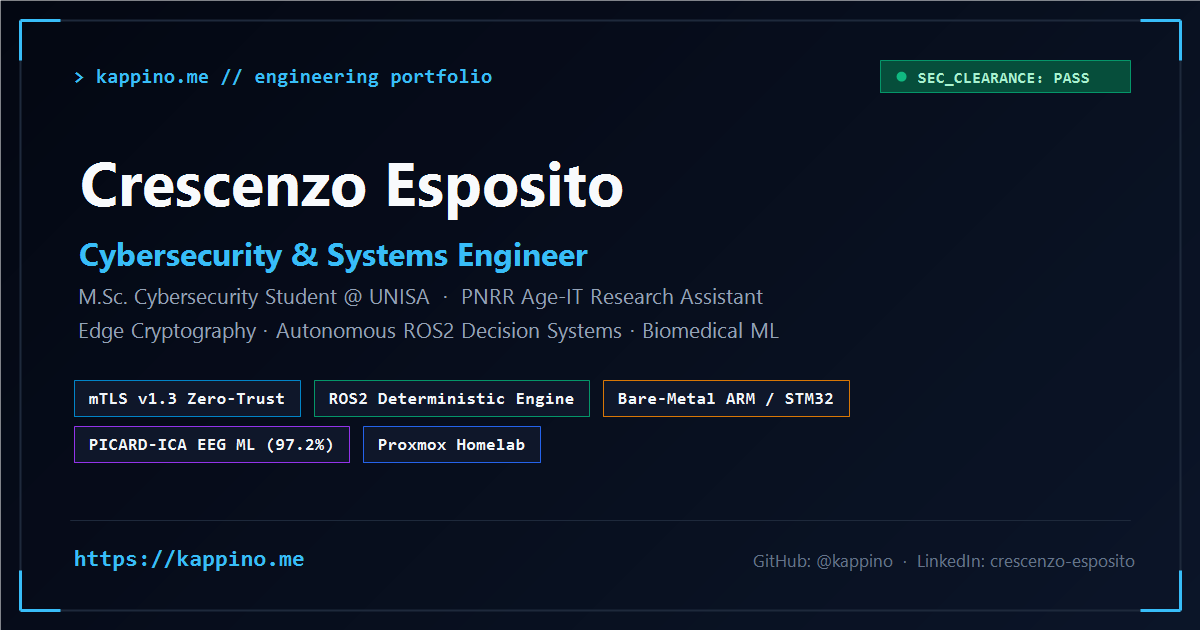 > kappino.me // engineering portfolio
SEC_CLEARANCE: PASS
Crescenzo Esposito
Cybersecurity & Systems Engineer
M.Sc. Cybersecurity Student @ UNISA · PNRR Age-IT Research Assistant
Edge Cryptography · Autonomous ROS2 Decision Systems · Biomedical ML
mTLS v1.3 Zero-Trust
ROS2 Deterministic Engine
Bare-Metal ARM / STM32
PICARD-ICA EEG ML (97.2%)
Proxmox Homelab
https://kappino.me
GitHub: @kappino · LinkedIn: crescenzo-esposito